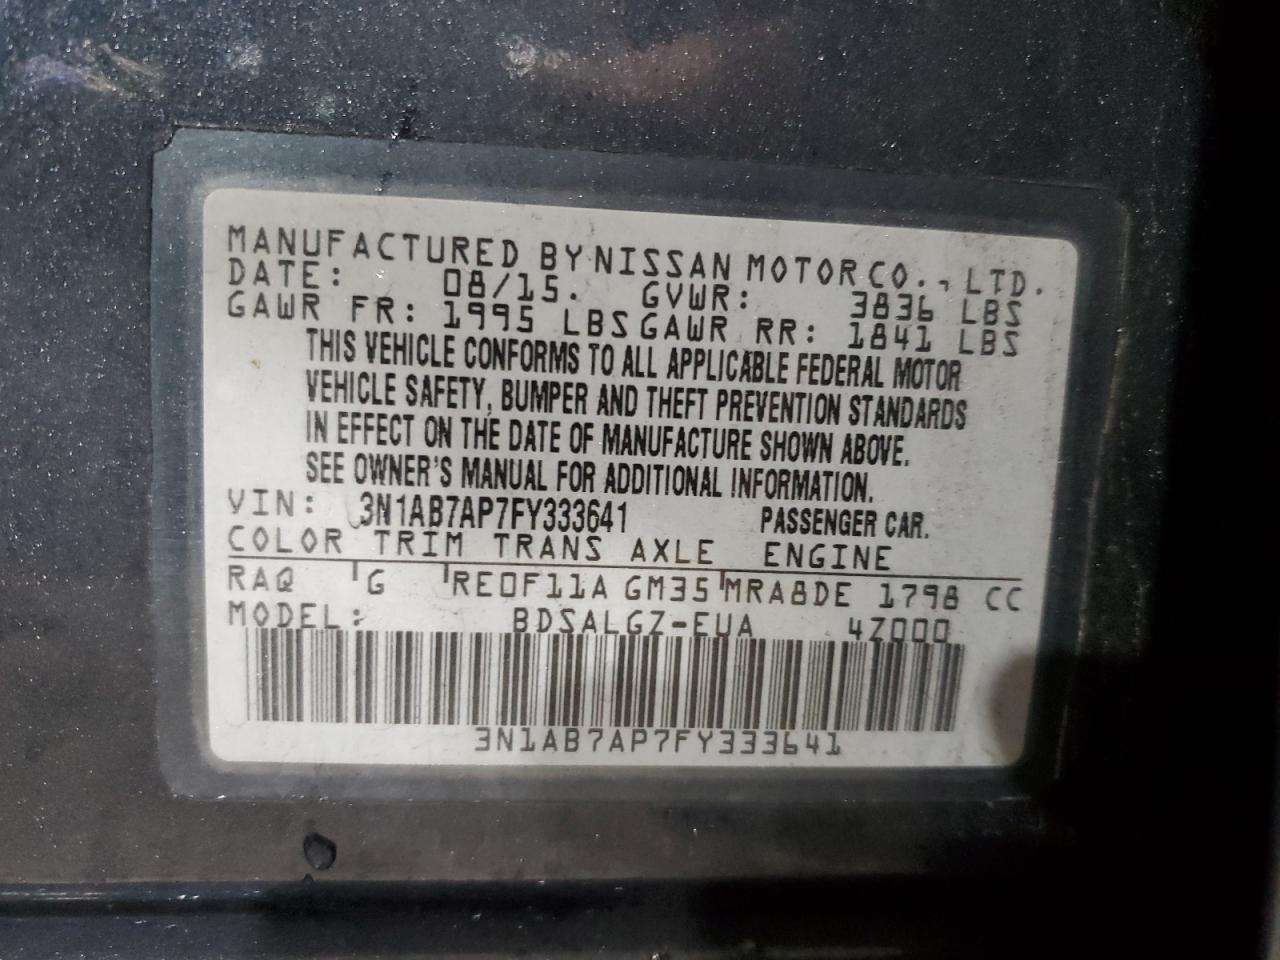 MANUFACTURED BY NISSAN MOTOR CO., LTD.
DATE: 08/15. GVWR: 3836 LBS
GAWR FR: 1995 LBS GAWR RR: 1841 LBS
THIS VEHICLE CONFORMS TO ALL APPLICABLE FEDERAL MOTOR
VEHICLE SAFETY, BUMPER AND THEFT PREVENTION STANDARDS
IN EFFECT ON THE DATE OF MANUFACTURE SHOWN ABOVE.
SEE OWNER'S MANUAL FOR ADDITIONAL INFORMATION.
VIN: 3N1AB7AP7FY333641 PASSENGER CAR.
COLOR TRIM TRANS AXLE ENGINE
RAQ G RE0F11A GM35 MRA8DE 1798 CC
MODEL: BDSALGZ-EUA 4Z000
3N1AB7AP7FY333641